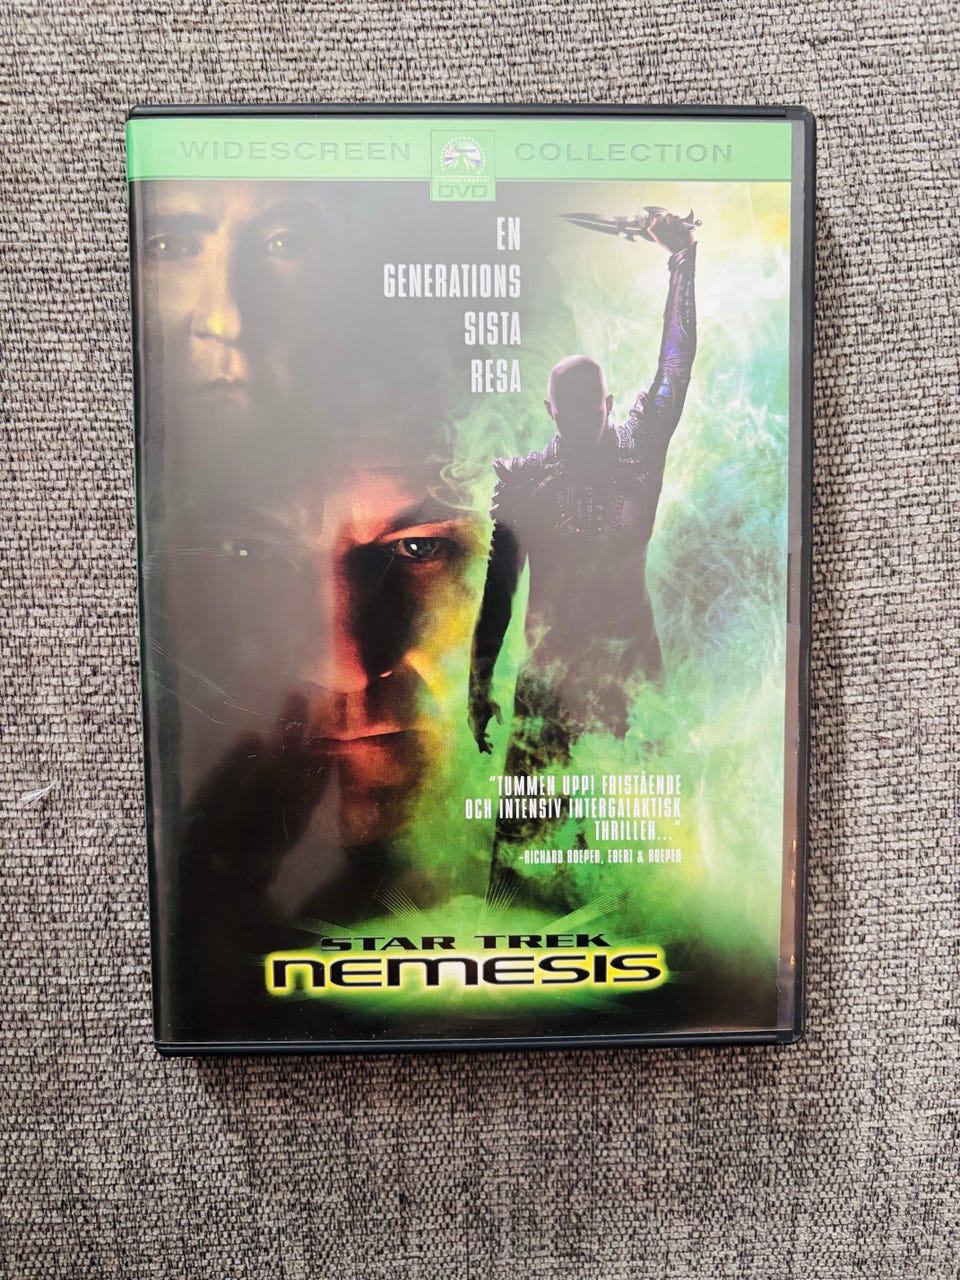 WIDESCREEN
COLLECTION
DVD
EN
GENERATIONS
SISTA
RESA
"TUMMEN UPP! FRISTÅENDE
OCH INTENSIV INTERGALAKTISK
THRILLER..."
-RICHARD ROEPER, EBERT & ROEPER
STAR TREK
NEMESIS